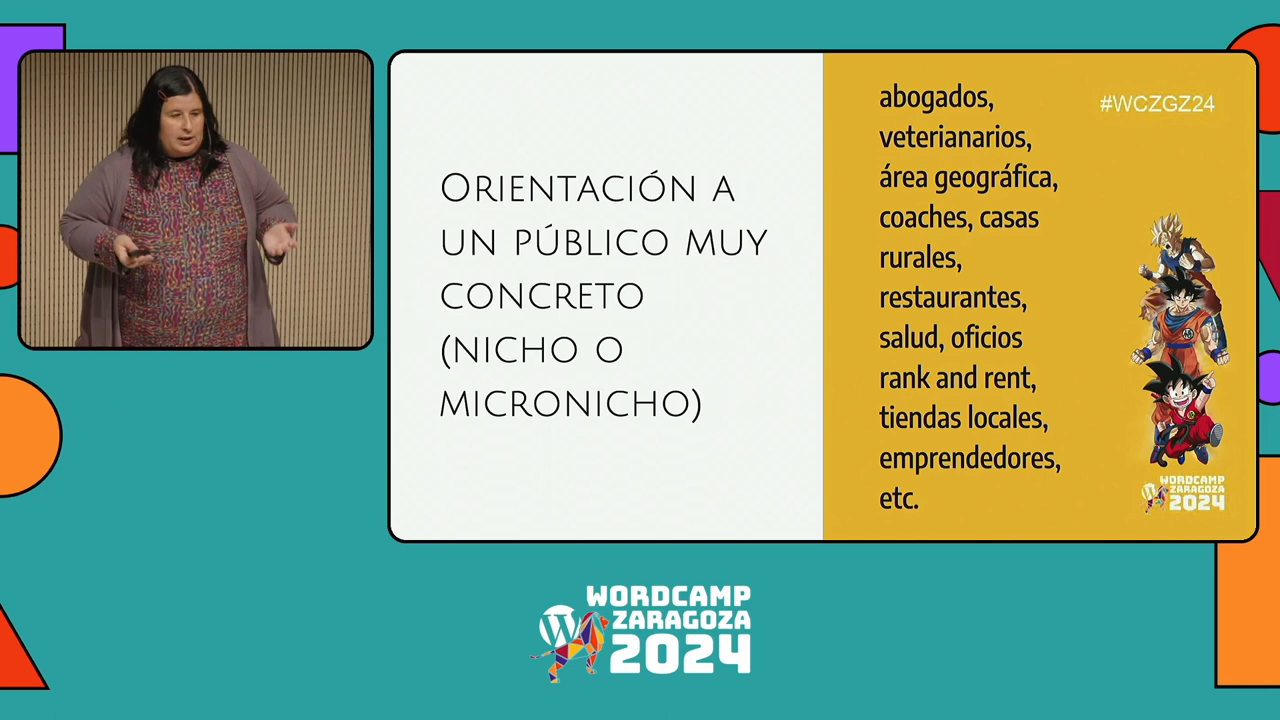 ORIENTACIÓN A
UN PÚBLICO MUY
CONCRETO
(NICHO O
MICRONICHO)
abogados,
veterianarios,
área geográfica,
coaches, casas
rurales,
restaurantes,
salud, oficios
rank and rent,
tiendas locales,
emprendedores,
etc.
#WCZGZ24
WORDCAMP
ZARAGOZA
2024
WORDCAMP
ZARAGOZA
2024